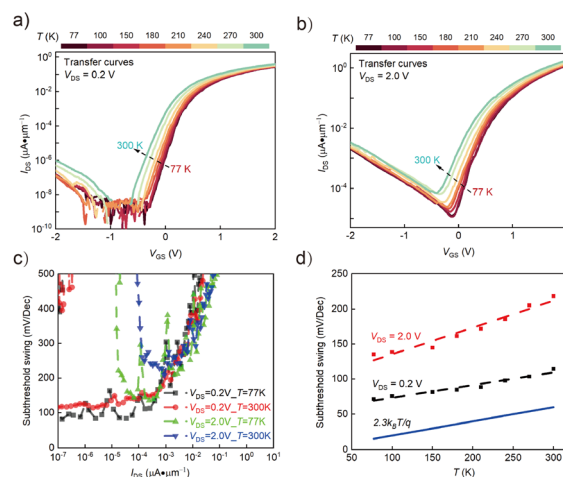 a)
T (K) 77 100 150 180 210 240 270 300
Transfer curves
V_DS = 0.2 V
300 K
77 K
10^0
10^-2
10^-4
10^-6
10^-8
10^-10
I_DS (μA•μm^-1)
-2 -1 0 1 2
V_GS (V)
b)
T (K) 77 100 150 180 210 240 270 300
Transfer curves
V_DS = 2.0 V
300 K
77 K
10^0
10^-2
10^-4
I_DS (μA•μm^-1)
-2 -1 0 1
V_GS (V)
c)
500
400
300
200
100
0
Subthreshold swing (mV/Dec)
V_DS=0.2V_T=77K
V_DS=0.2V_T=300K
V_DS=2.0V_T=77K
V_DS=2.0V_T=300K
10^-7 10^-6 10^-5 10^-4 10^-3 10^-2 10^-1 10^0
I_DS (μA•μm^-1)
d)
250
200
150
100
50
0
Subthreshold swing (mV/Dec)
V_DS = 2.0 V
V_DS = 0.2 V
2.3k_BT/q
100 150 200 250 300
T (K)